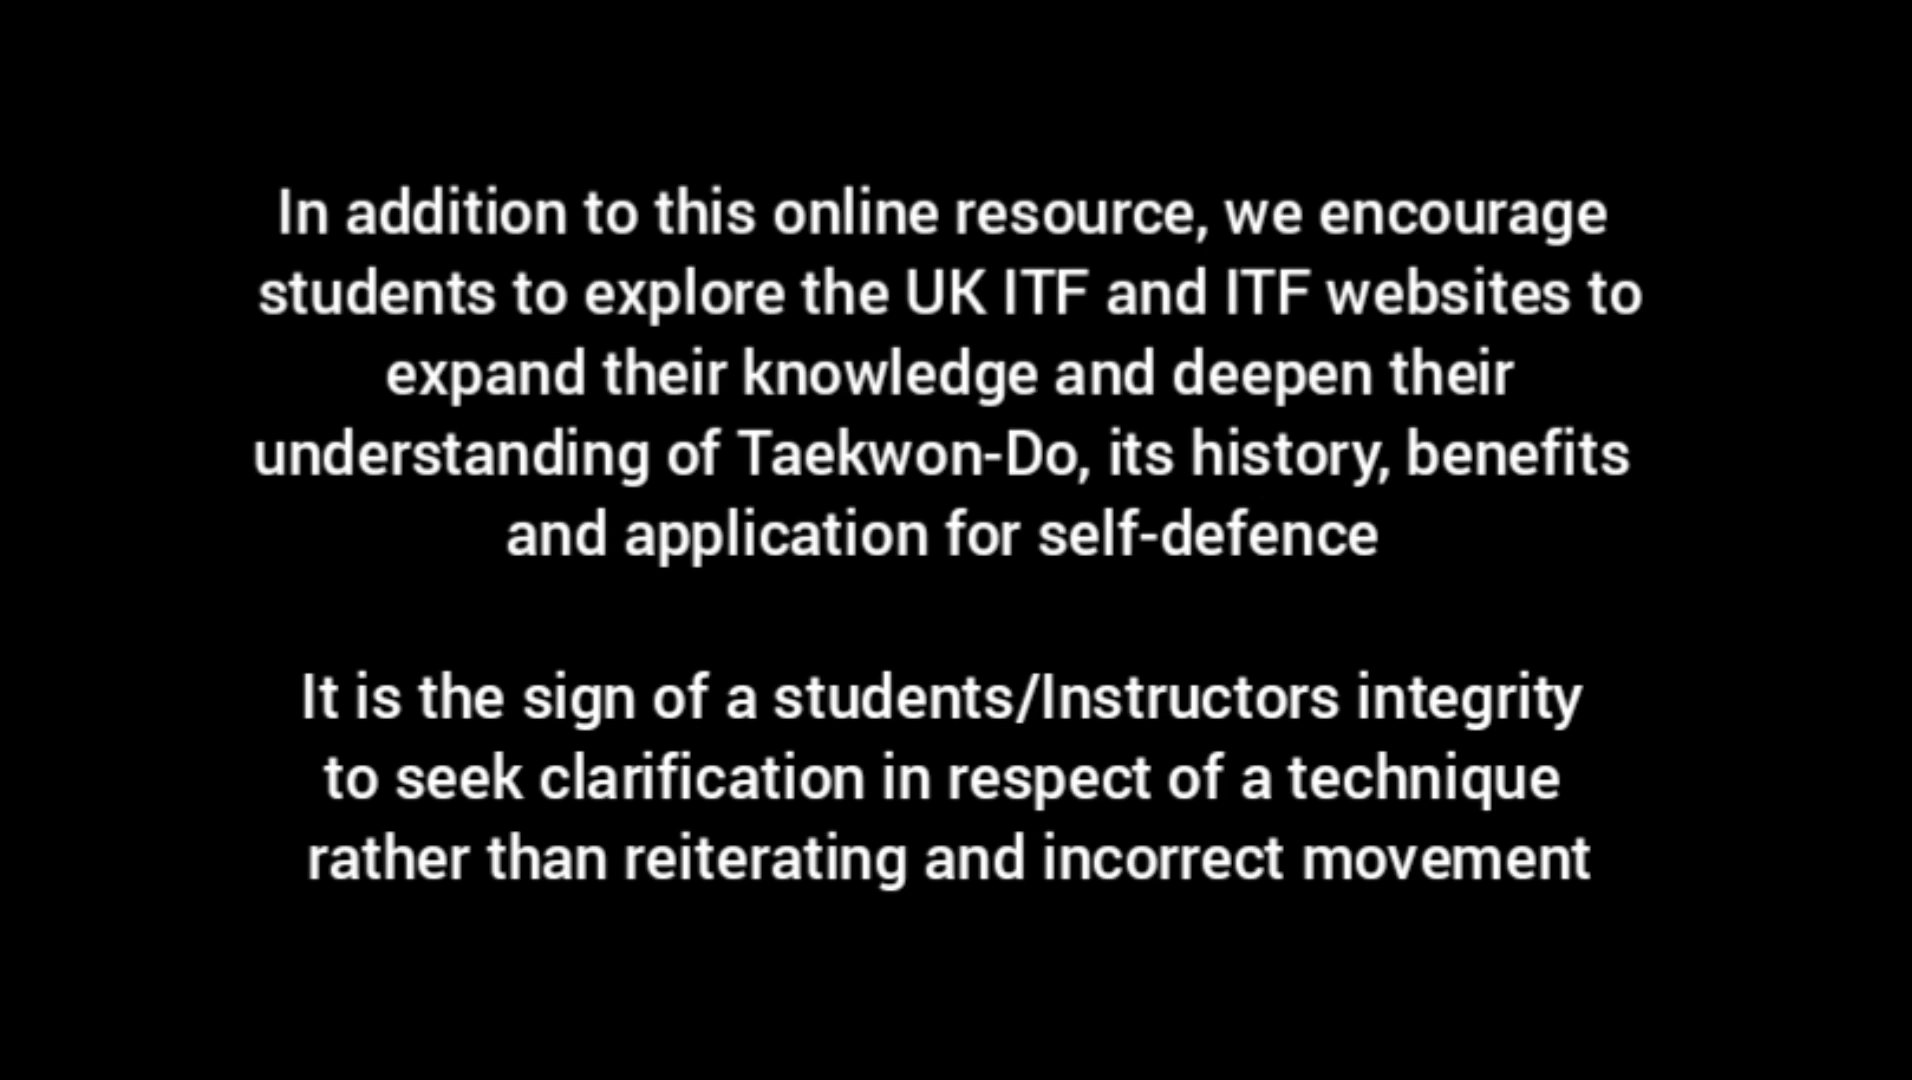 In addition to this online resource, we encourage
students to explore the UK ITF and ITF websites to
expand their knowledge and deepen their
understanding of Taekwon-Do, its history, benefits
and application for self-defence
It is the sign of a students/Instructors integrity
to seek clarification in respect of a technique
rather than reiterating and incorrect movement